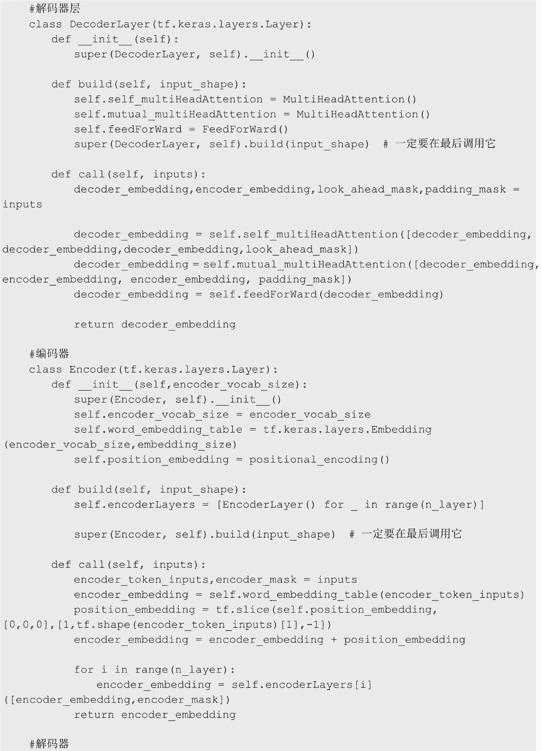 #解码器层
class DecoderLayer(tf.keras.layers.Layer):
    def __init__(self):
        super(DecoderLayer, self).__init__()

    def build(self, input_shape):
        self.self_multiHeadAttention = MultiHeadAttention()
        self.mutual_multiHeadAttention = MultiHeadAttention()
        self.feedForWard = FeedForWard()
        super(DecoderLayer, self).build(input_shape)  # 一定要在最后调用它

    def call(self, inputs):
        decoder_embedding,encoder_embedding,look_ahead_mask,padding_mask =
inputs

        decoder_embedding = self.self_multiHeadAttention([decoder_embedding,
decoder_embedding,decoder_embedding,look_ahead_mask])
        decoder_embedding = self.mutual_multiHeadAttention([decoder_embedding,
encoder_embedding, encoder_embedding, padding_mask])
        decoder_embedding = self.feedForWard(decoder_embedding)

        return decoder_embedding

#编码器
class Encoder(tf.keras.layers.Layer):
    def __init__(self,encoder_vocab_size):
        super(Encoder, self).__init__()
        self.encoder_vocab_size = encoder_vocab_size
        self.word_embedding_table = tf.keras.layers.Embedding
(encoder_vocab_size,embedding_size)
        self.position_embedding = positional_encoding()

    def build(self, input_shape):
        self.encoderLayers = [EncoderLayer() for _ in range(n_layer)]

        super(Encoder, self).build(input_shape)  # 一定要在最后调用它

    def call(self, inputs):
        encoder_token_inputs,encoder_mask = inputs
        encoder_embedding = self.word_embedding_table(encoder_token_inputs)
        position_embedding = tf.slice(self.position_embedding,
[0,0,0],[1,tf.shape(encoder_token_inputs)[1],-1])
        encoder_embedding = encoder_embedding + position_embedding

        for i in range(n_layer):
            encoder_embedding = self.encoderLayers[i]
([encoder_embedding,encoder_mask])
        return encoder_embedding

#解码器